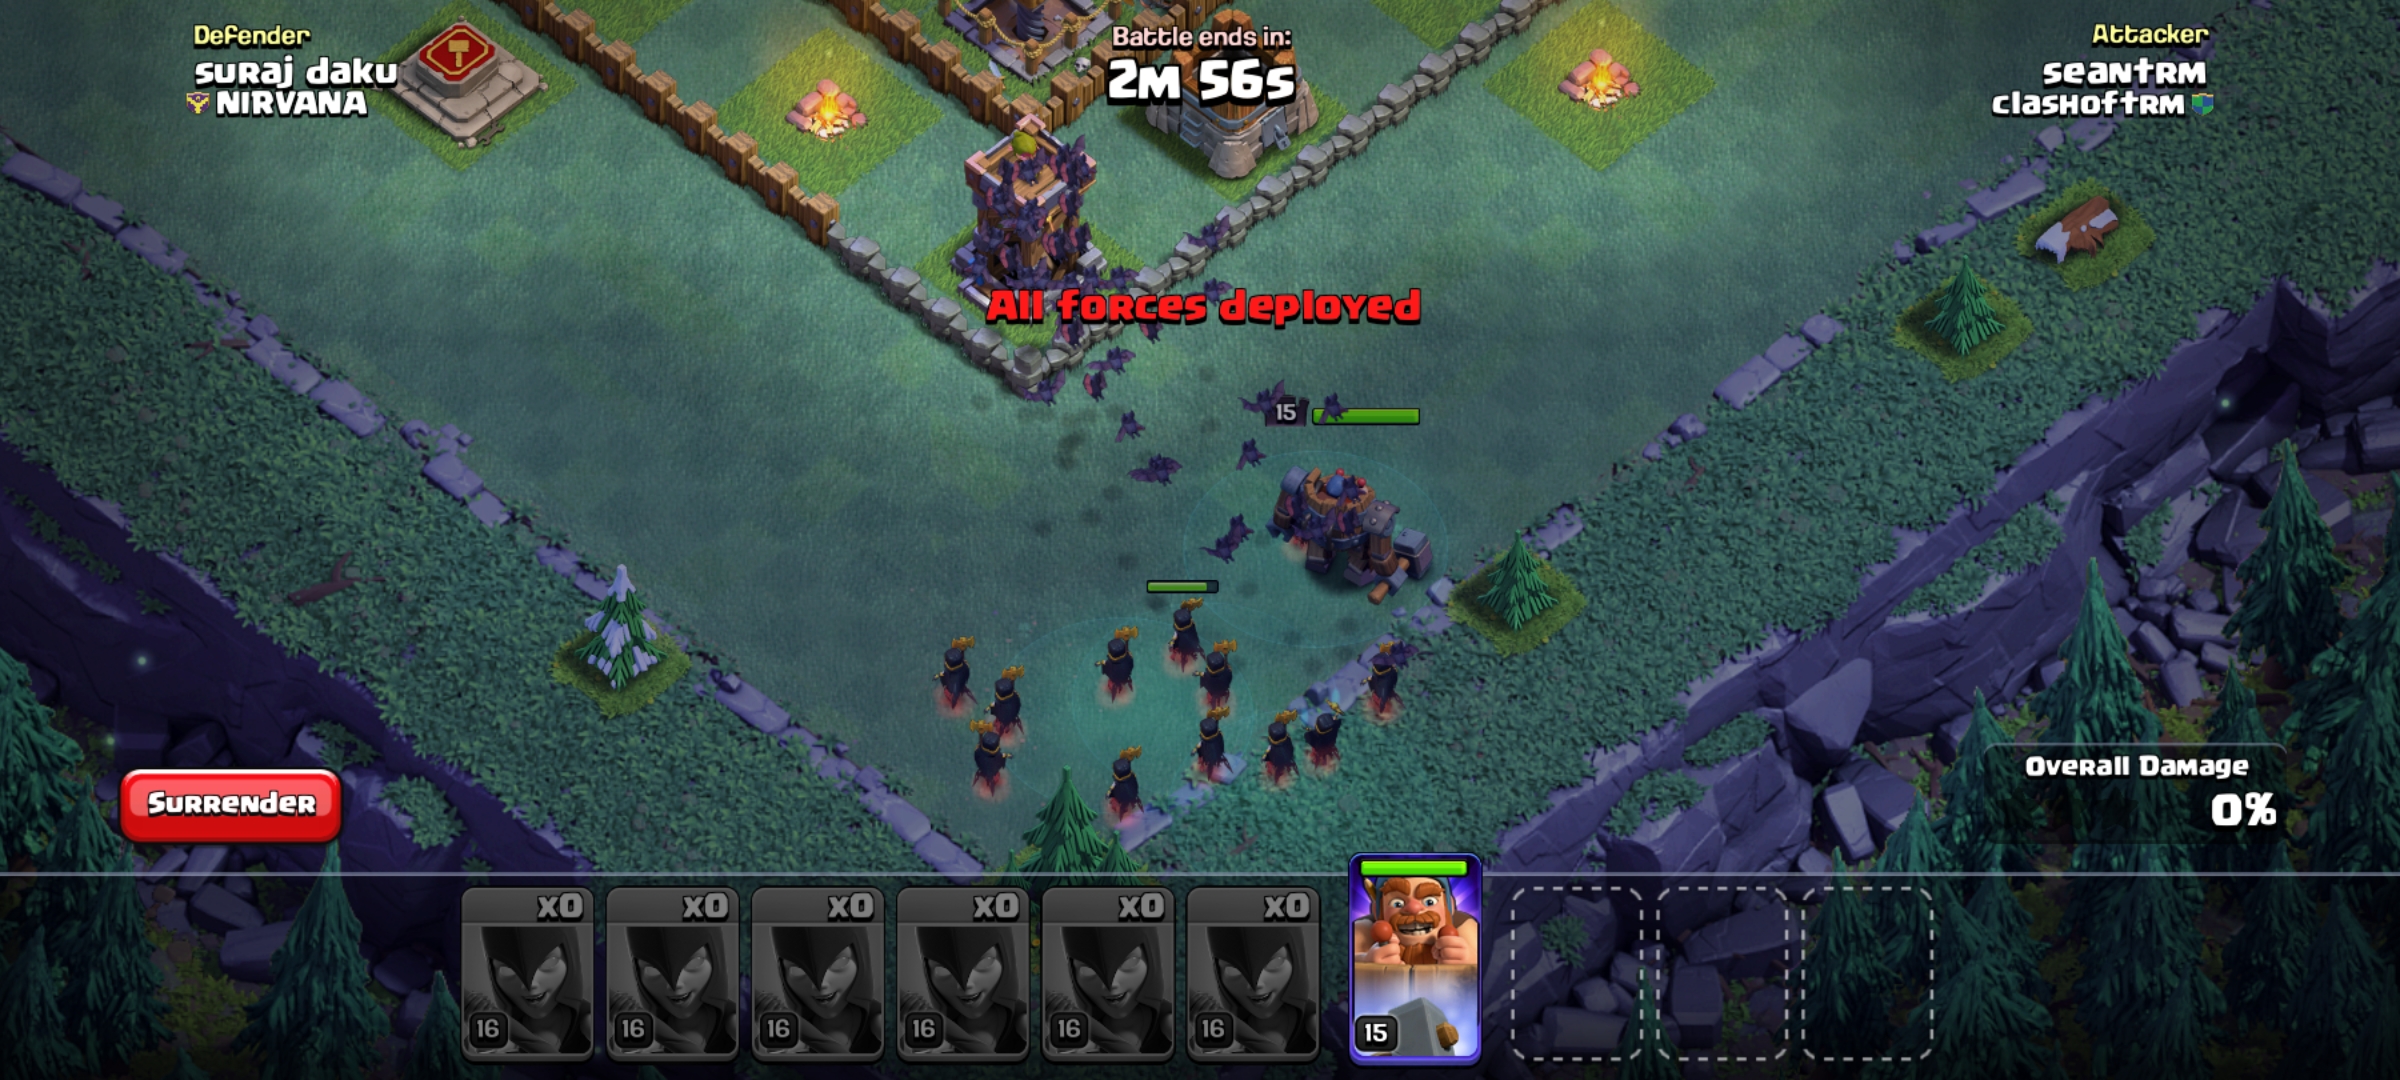 Defender
suraj daku
NIRVANA
Battle ends in:
2M 56s
Attacker
seantrm
clashoftrm
All forces deployed
15
Surrender
Overall Damage
0%
x0
x0
x0
x0
x0
x0
16
16
16
16
16
16
15